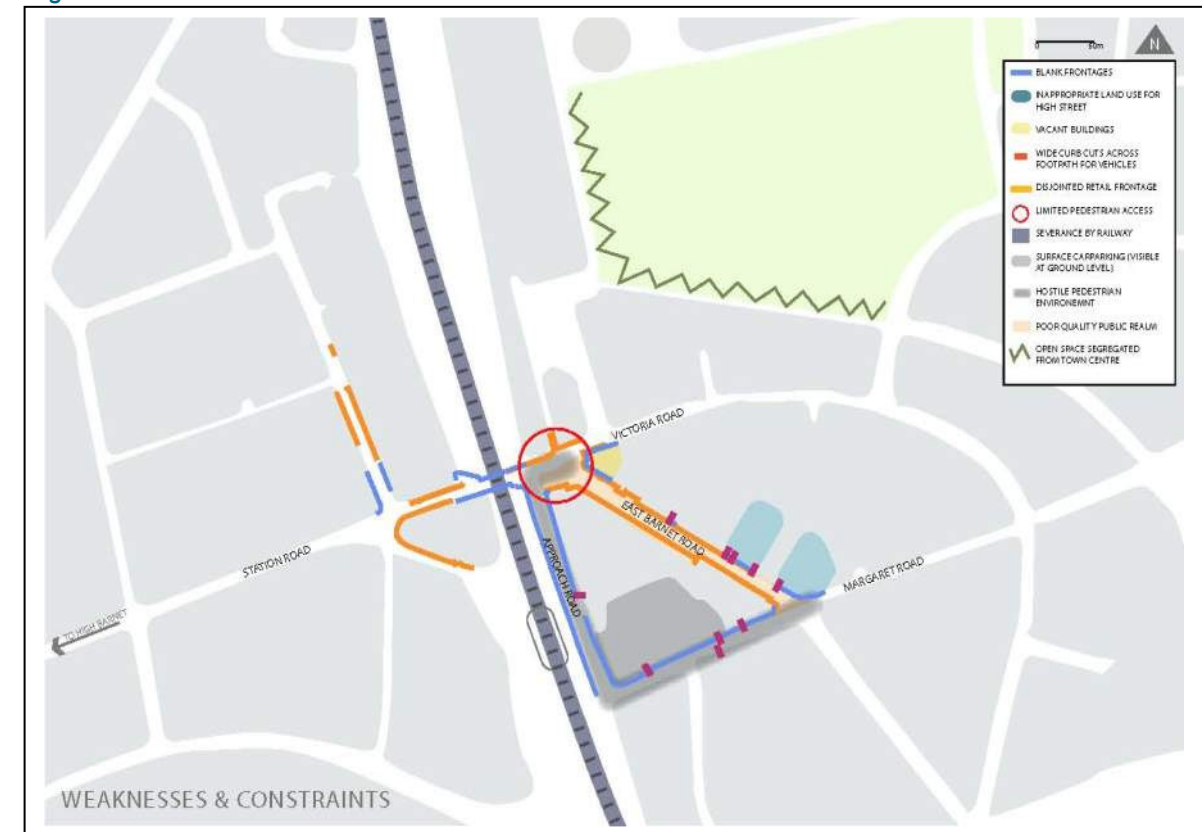 0 50m
N
BLANK FRONTAGES
INAPPROPRIATE LAND USE FOR
HIGH STREET
VACANT BUILDINGS
WIDE CURB CUTS ACROSS
FOOTPATH FOR VEHICLES
DISJOINTED RETAIL FRONTAGE
LIMITED PEDESTRIAN ACCESS
SEVERANCE BY RAILWAY
SURFACE CARPARKING (VISIBLE
AT GROUND LEVEL)
HOSTILE PEDESTRIAN
ENVIRONEMNT
POOR QUALITY PUBLIC REALM
OPEN SPACE SEGREGATED
FROM TOWN CENTRE
VICTORIA ROAD
EAST BARNET ROAD
APPROACH ROAD
STATION ROAD
MARGARET ROAD
TO HIGH BARNET
WEAKNESSES & CONSTRAINTS